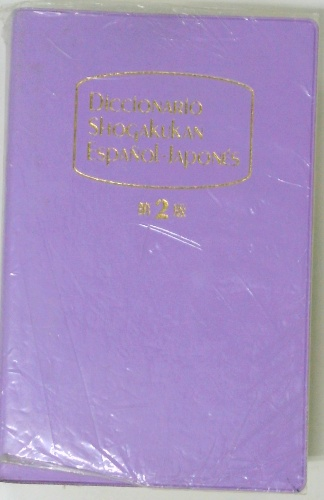 Diccionario
Shogakukan
Español-Japonés
第2版